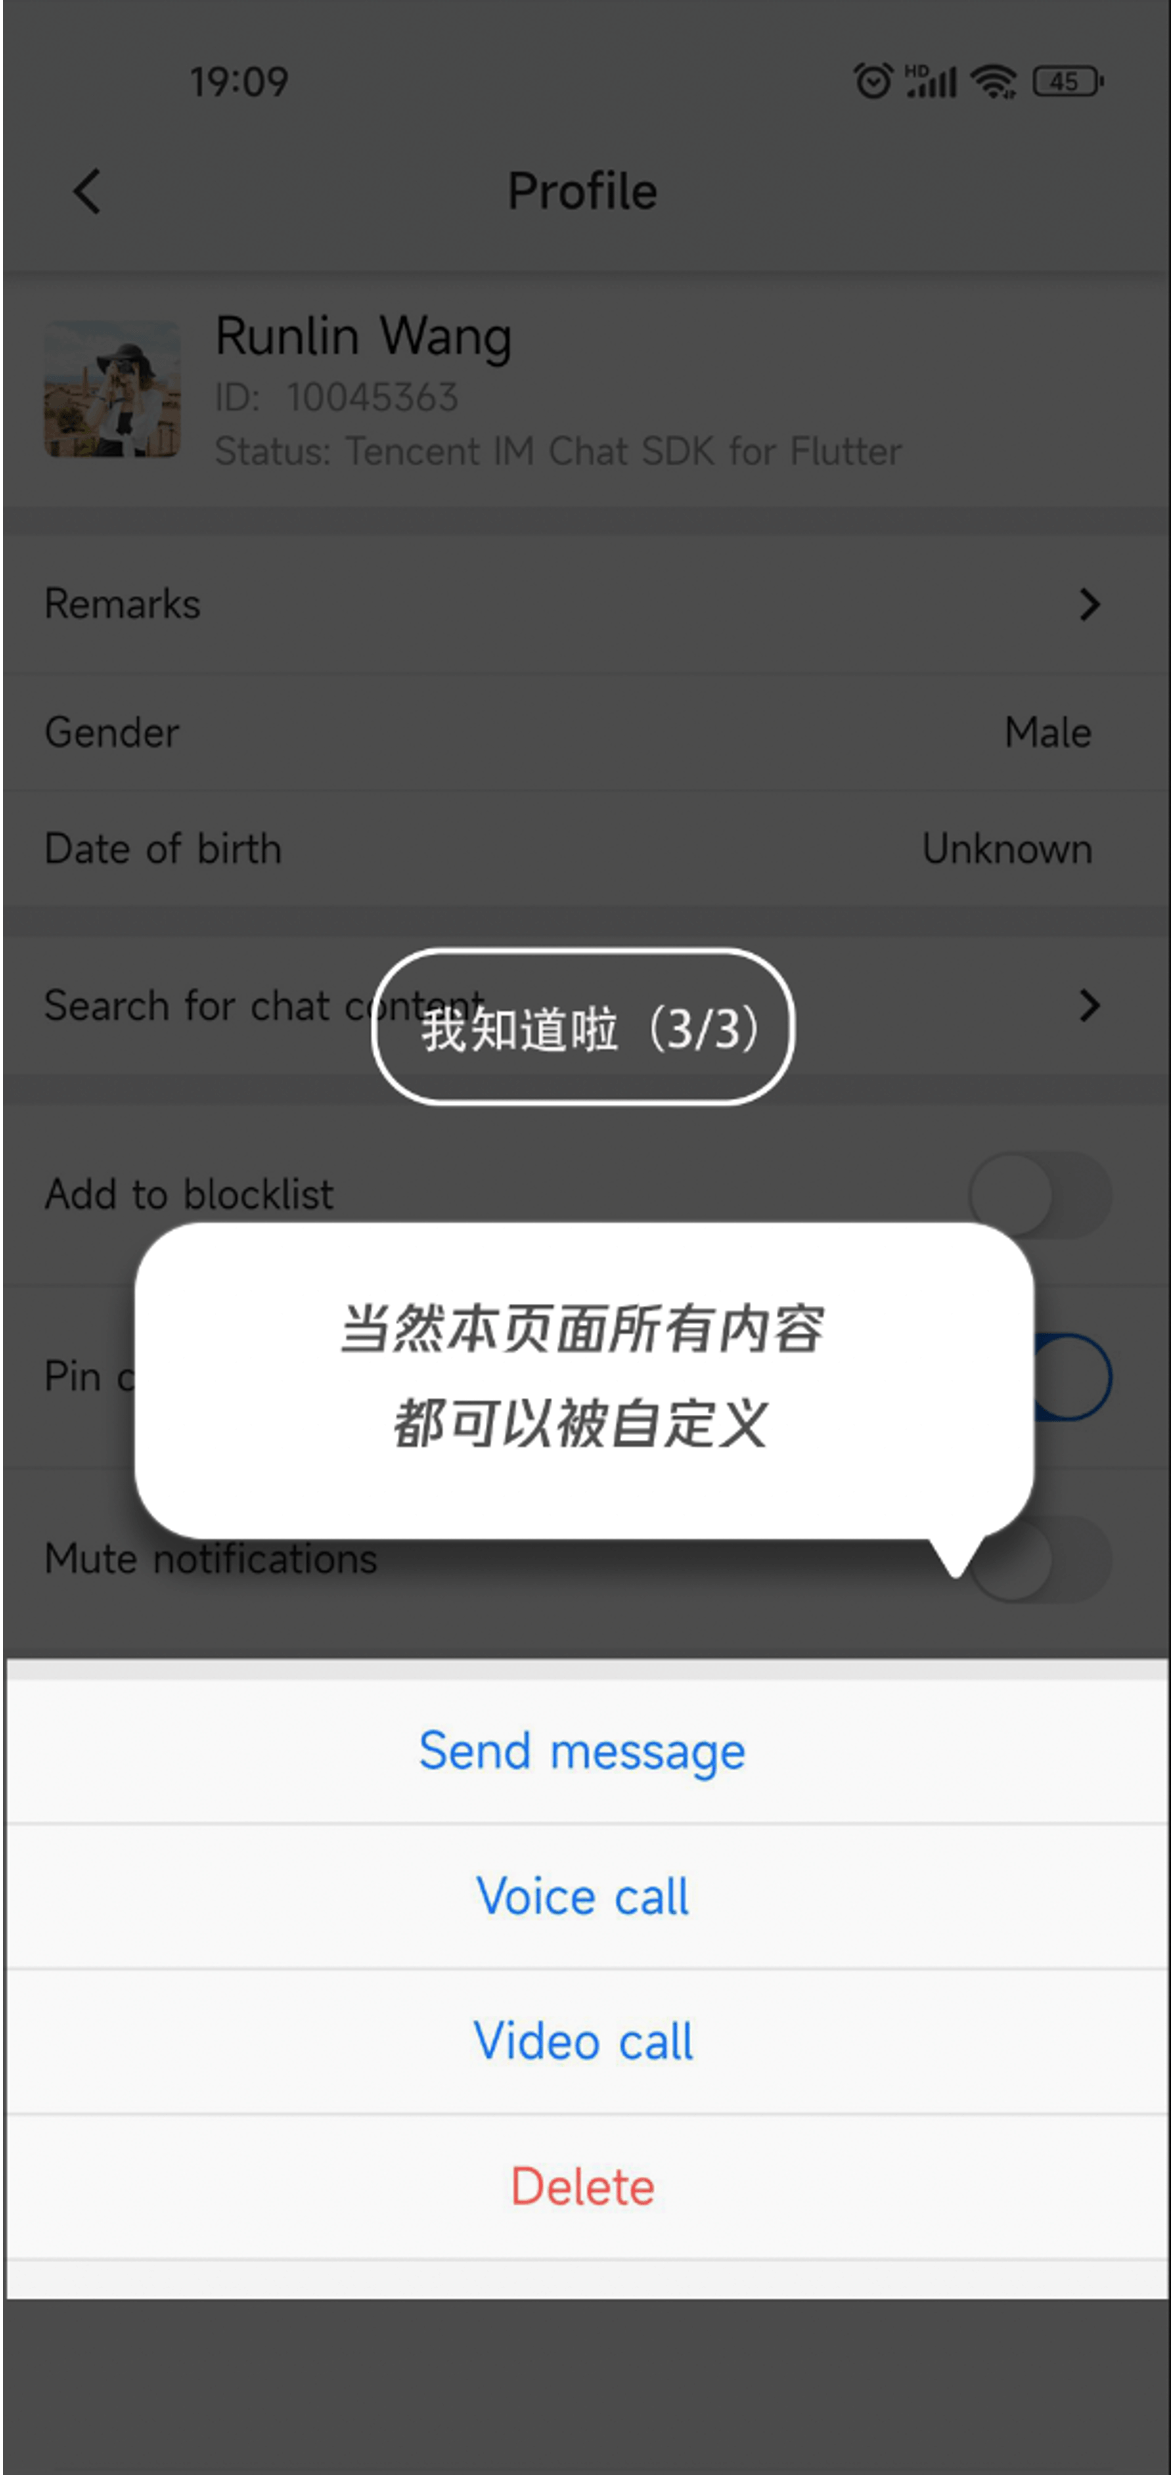 19:09
HD
45
Profile
Runlin Wang
ID: 10045363
Status: Tencent IM Chat SDK for Flutter
Remarks
Gender
Male
Date of birth
Unknown
Search for chat content
我知道啦（3/3）
Add to blocklist
当然本页面所有内容
都可以被自定义
Pin
Mute notifications
Send message
Voice call
Video call
Delete